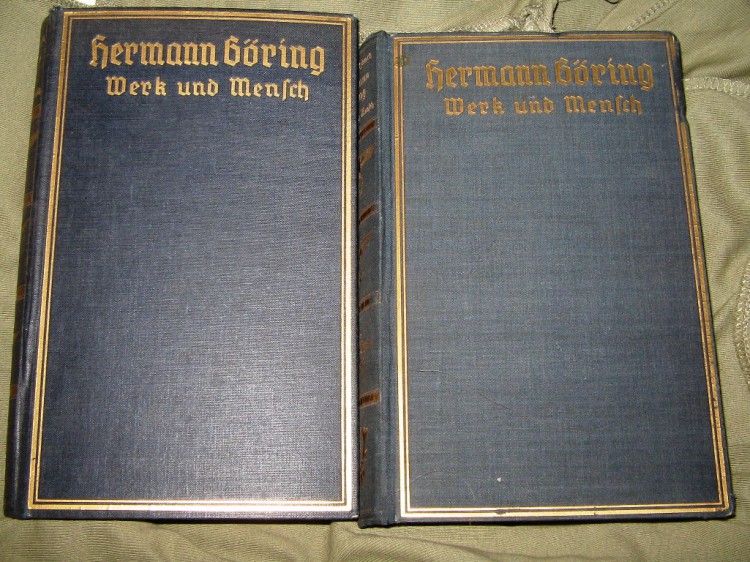 Hermann Göring
Werk und Menſch
Hermann Göring
Werk und Menſch